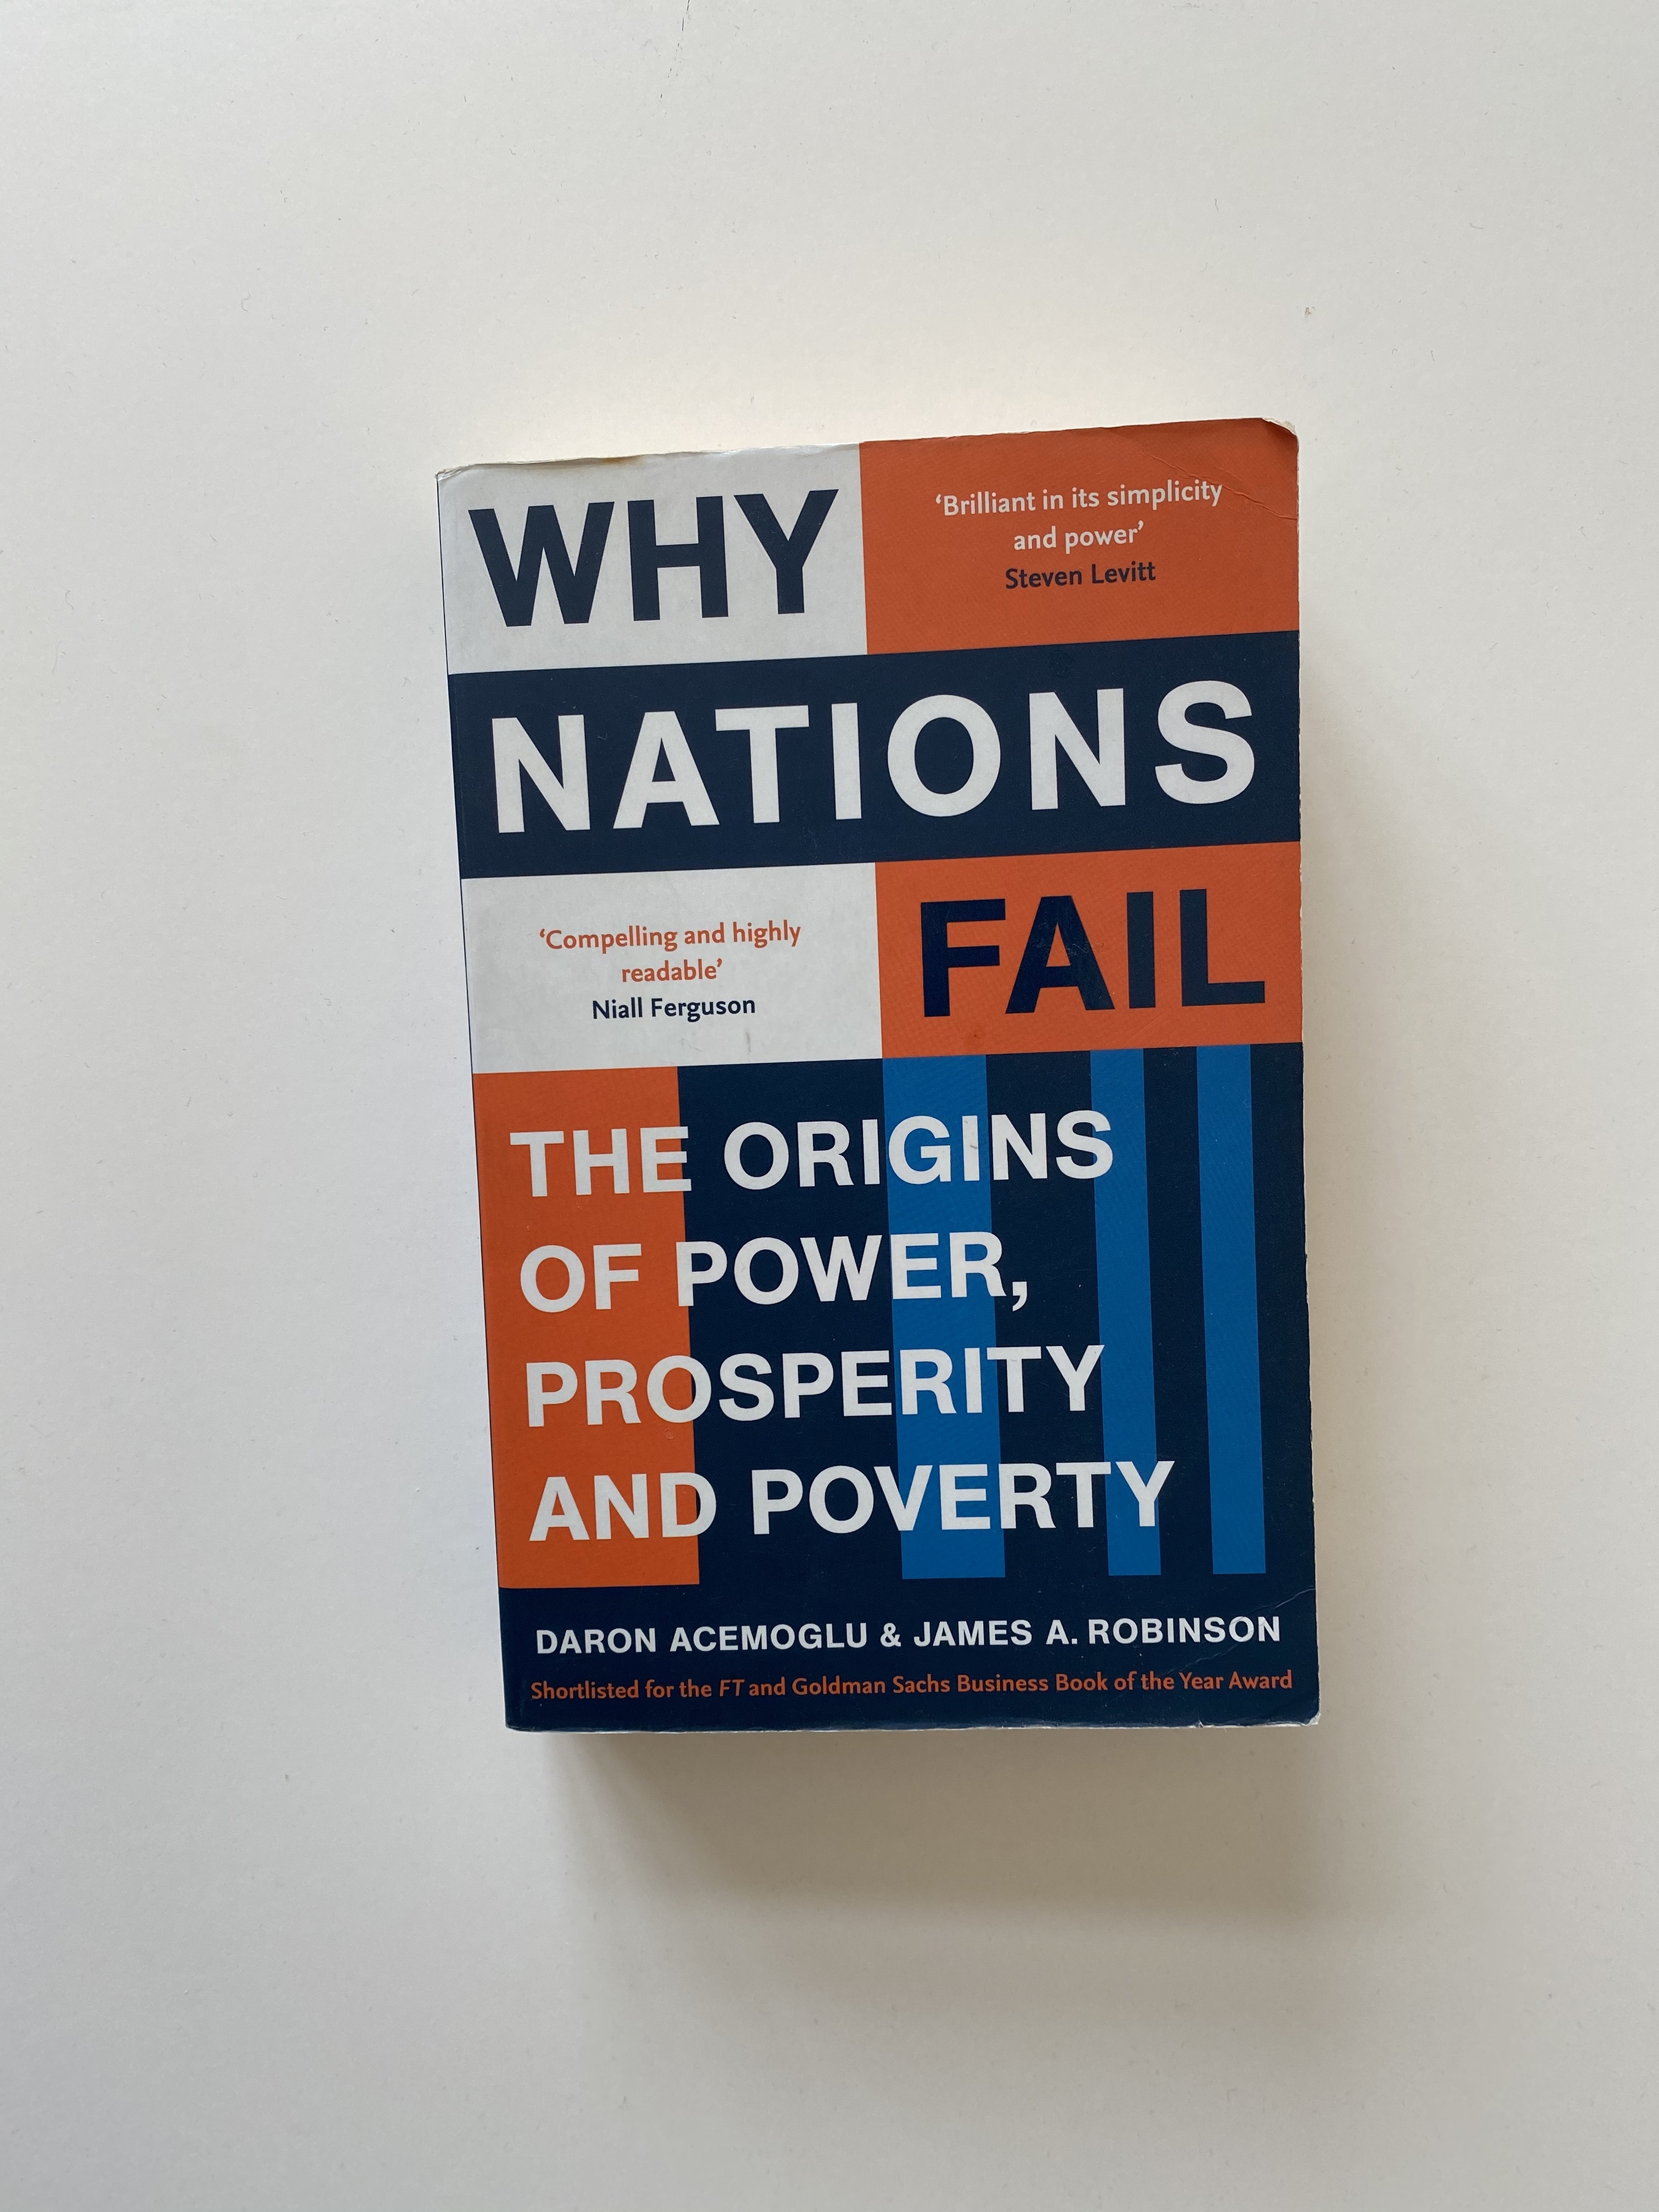 WHY
‘Brilliant in its simplicity
and power’
Steven Levitt
NATIONS
‘Compelling and highly
readable’
Niall Ferguson
FAIL
THE ORIGINS
OF POWER,
PROSPERITY
AND POVERTY
DARON ACEMOGLU & JAMES A. ROBINSON
Shortlisted for the FT and Goldman Sachs Business Book of the Year Award